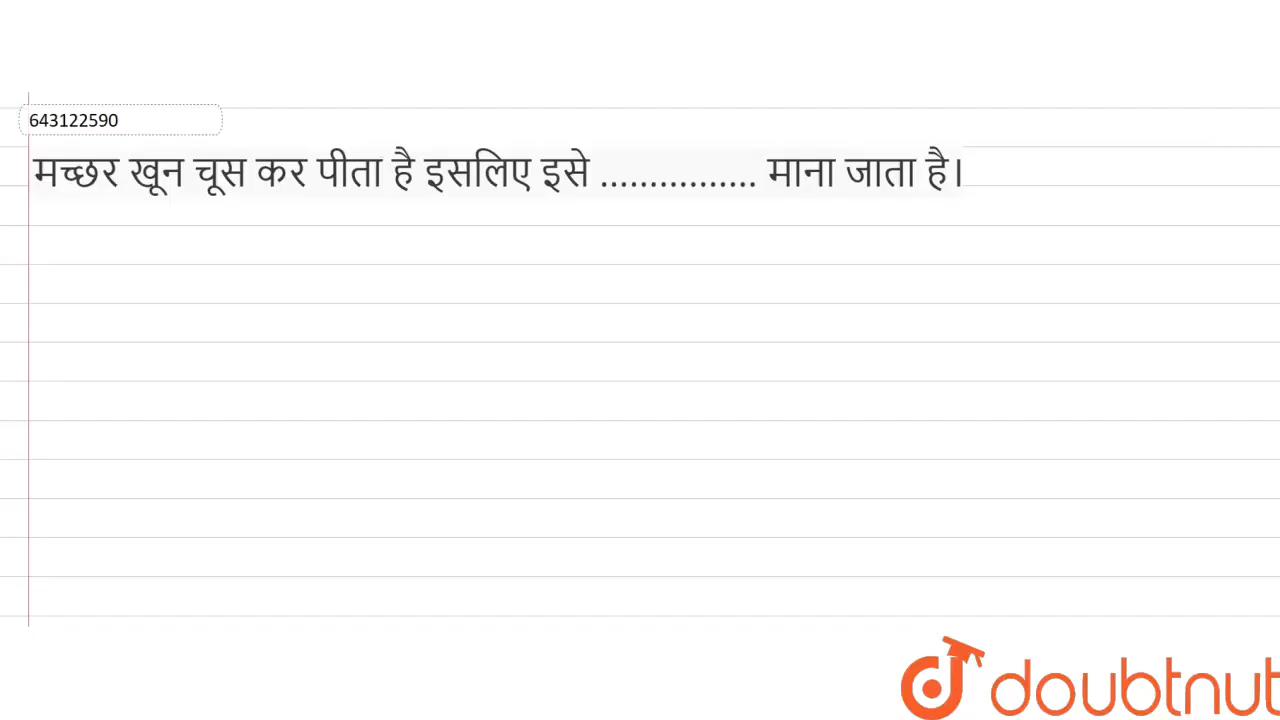 643122590
मच्छर खून चूस कर पीता है इसलिए इसे ................ माना जाता है।
doubtnut